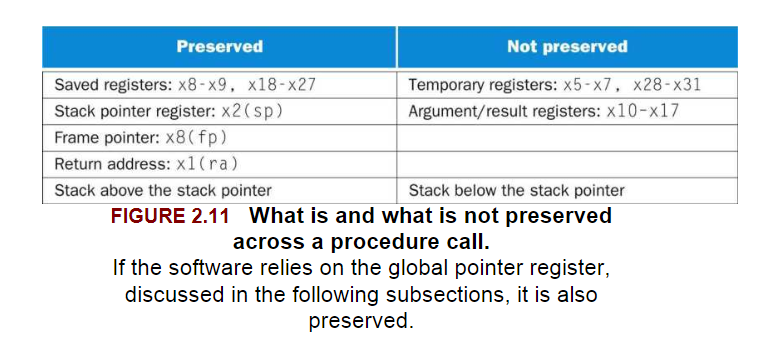 Preserved Not preserved
Saved registers: x8-x9, x18-x27 Temporary registers: x5-x7, x28-x31
Stack pointer register: x2(sp) Argument/result registers: x10-x17
Frame pointer: x8(fp)
Return address: x1(ra)
Stack above the stack pointer Stack below the stack pointer
FIGURE 2.11 What is and what is not preserved
across a procedure call.
If the software relies on the global pointer register,
discussed in the following subsections, it is also
preserved.